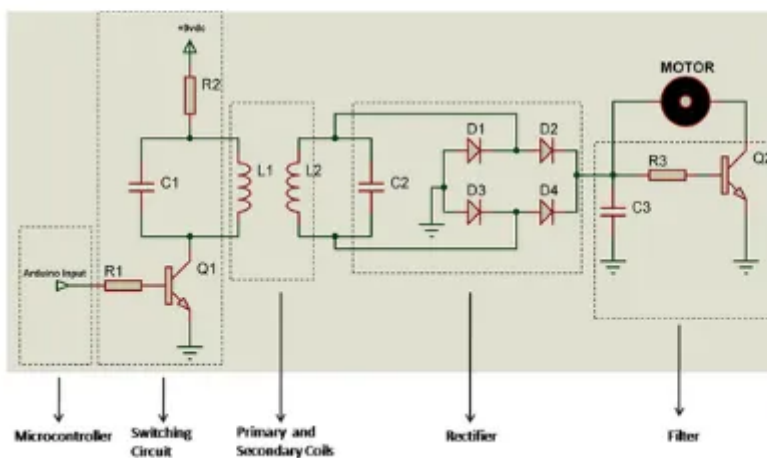 +9vdc
R2
MOTOR
D1
D2
R3
Q2
C1
L1
L2
C2
D3
D4
C3
Arduino Input
R1
Q1
Microcontroller
Switching
Circuit
Primary and
Secondary Coils
Rectifier
Filter